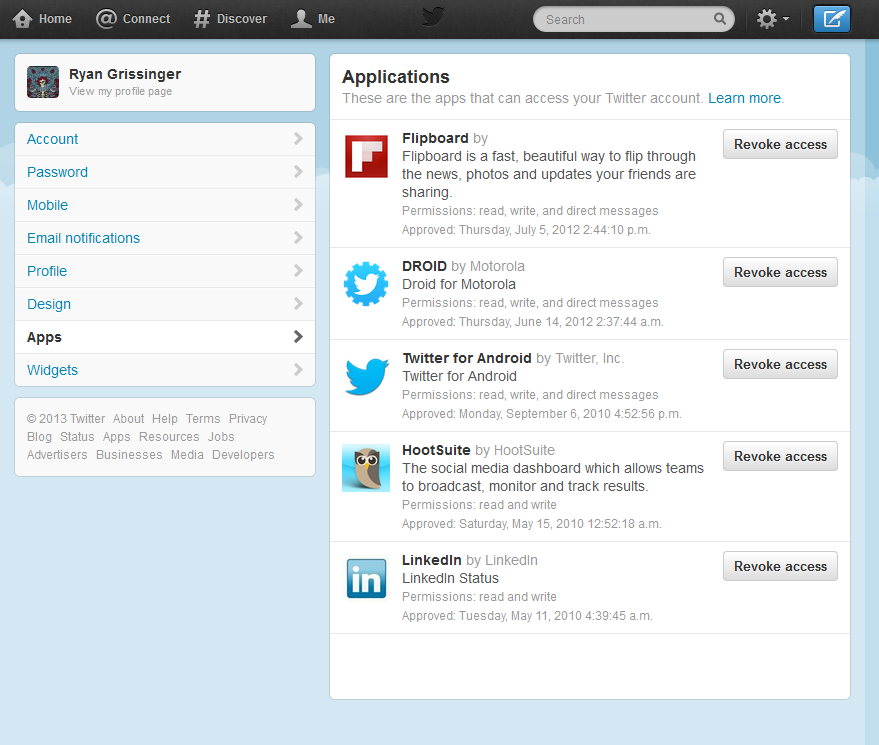 Home
Connect
Discover
Me
Search
Ryan Grissinger
View my profile page
Account
Password
Mobile
Email notifications
Profile
Design
Apps
Widgets
© 2013 Twitter About Help Terms Privacy
Blog Status Apps Resources Jobs
Advertisers Businesses Media Developers
Applications
These are the apps that can access your Twitter account. Learn more.
Flipboard by
Revoke access
Flipboard is a fast, beautiful way to flip through
the news, photos and updates your friends are
sharing.
Permissions: read, write, and direct messages
Approved: Thursday, July 5, 2012 2:44:10 p.m.
DROID by Motorola
Revoke access
Droid for Motorola
Permissions: read, write, and direct messages
Approved: Thursday, June 14, 2012 2:37:44 a.m.
Twitter for Android by Twitter, Inc.
Revoke access
Twitter for Android
Permissions: read, write, and direct messages
Approved: Monday, September 6, 2010 4:52:56 p.m.
HootSuite by HootSuite
Revoke access
The social media dashboard which allows teams
to broadcast, monitor and track results.
Permissions: read and write
Approved: Saturday, May 15, 2010 12:52:18 a.m.
in
LinkedIn by LinkedIn
Revoke access
LinkedIn Status
Permissions: read and write
Approved: Tuesday, May 11, 2010 4:39:45 a.m.